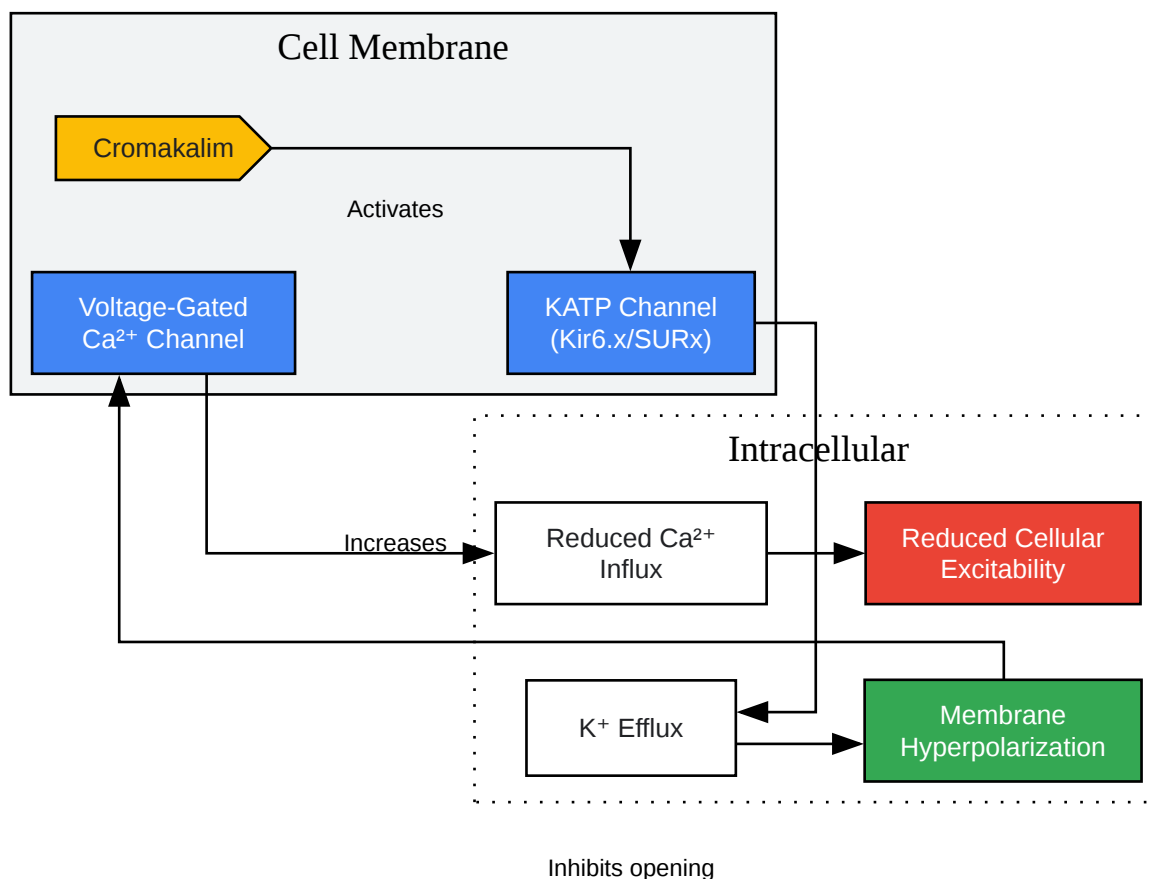 Cell Membrane
Cromakalim
Activates
Voltage-Gated
Ca²⁺ Channel
KATP Channel
(Kir6.x/SURx)
Intracellular
Increases
Reduced Ca²⁺
Influx
Reduced Cellular
Excitability
K⁺ Efflux
Membrane
Hyperpolarization
Inhibits opening